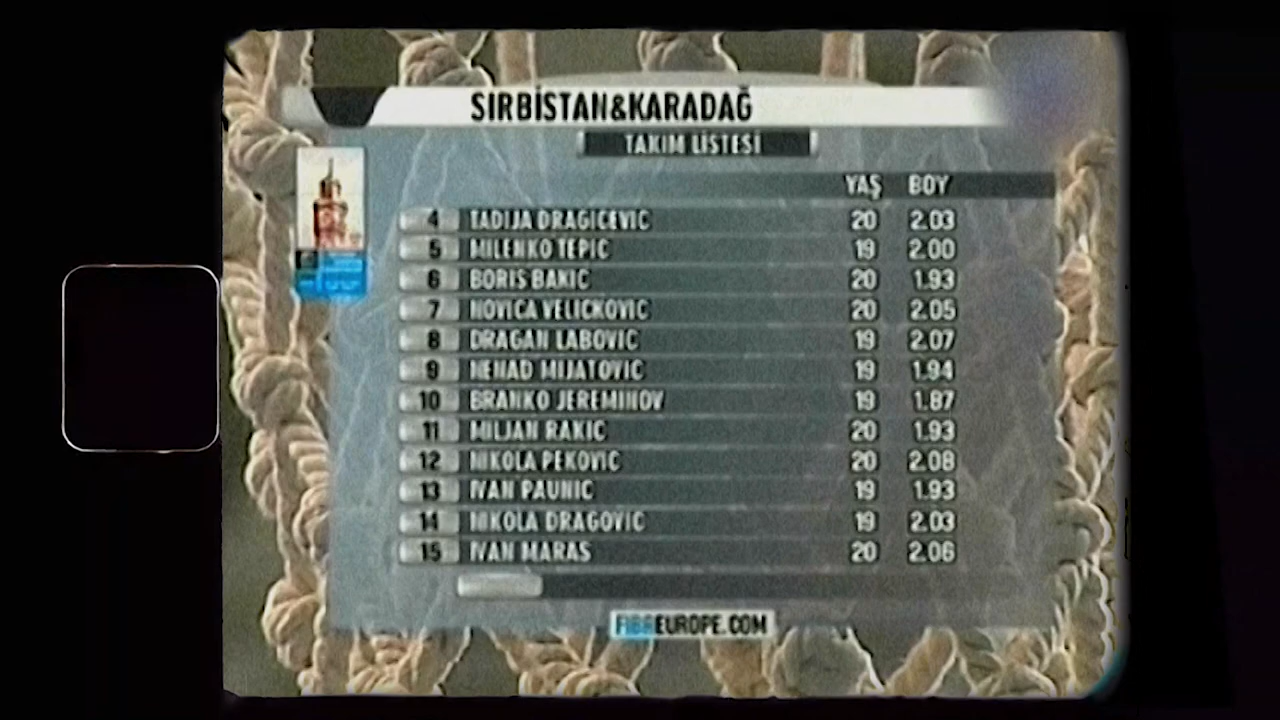 SIRBİSTAN&KARADAĞ
TAKIM LİSTESİ
YAŞ BOY
4 TADIJA DRAGICEVIC 20 2.03
5 MILENKO TEPIC 19 2.00
6 BORIS BAKIC 20 1.93
7 NOVICA VELICKOVIC 20 2.05
8 DRAGAN LABOVIC 19 2.07
9 NENAD MIJATOVIC 19 1.94
10 BRANKO JEREMINOV 19 1.87
11 MILJAN RAKIC 20 1.93
12 NIKOLA PEKOVIC 20 2.08
13 IVAN PAUNIC 19 1.93
14 NIKOLA DRAGOVIC 19 2.03
15 IVAN MARAS 20 2.06
FIBAEUROPE.COM